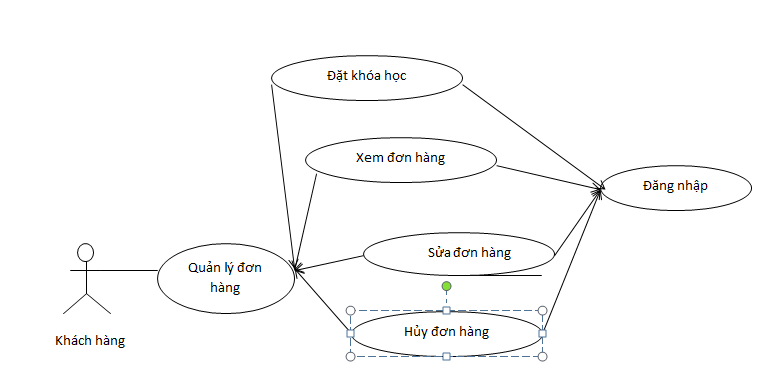 Đặt khóa học
Xem đơn hàng
Đăng nhập
Sửa đơn hàng
Quản lý đơn
hàng
Hủy đơn hàng
Khách hàng